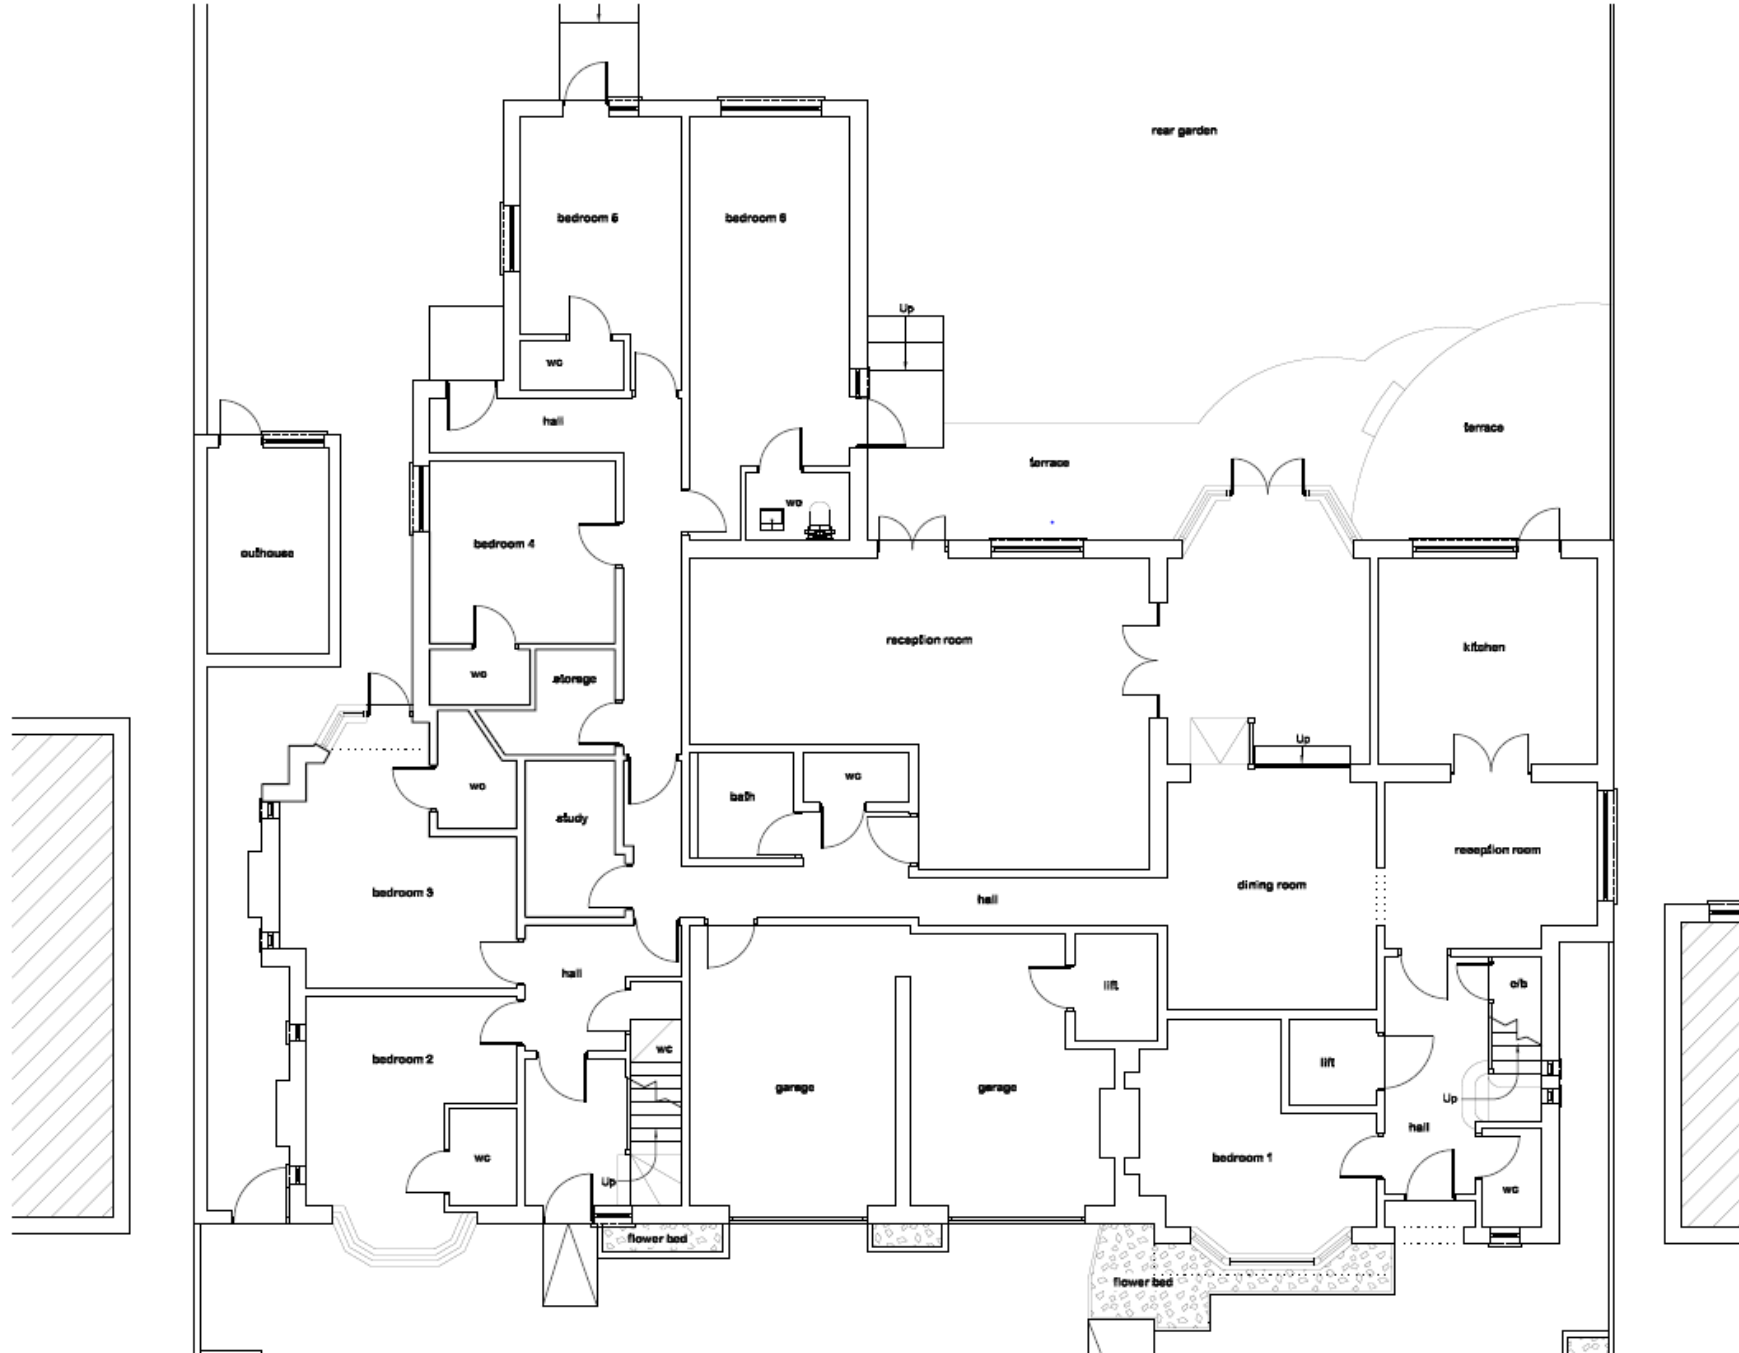 rear garden
bedroom 5
bedroom 6
Up
wc
hall
terrace
terrace
wc
bedroom 4
outhouse
reception room
kitchen
wc
storage
Up
wc
wc
bath
study
reception room
dining room
bedroom 3
hall
hall
lift
c/b
wc
bedroom 2
lift
garage
garage
Up
hall
wc
bedroom 1
Up
wc
flower bed
flower bed